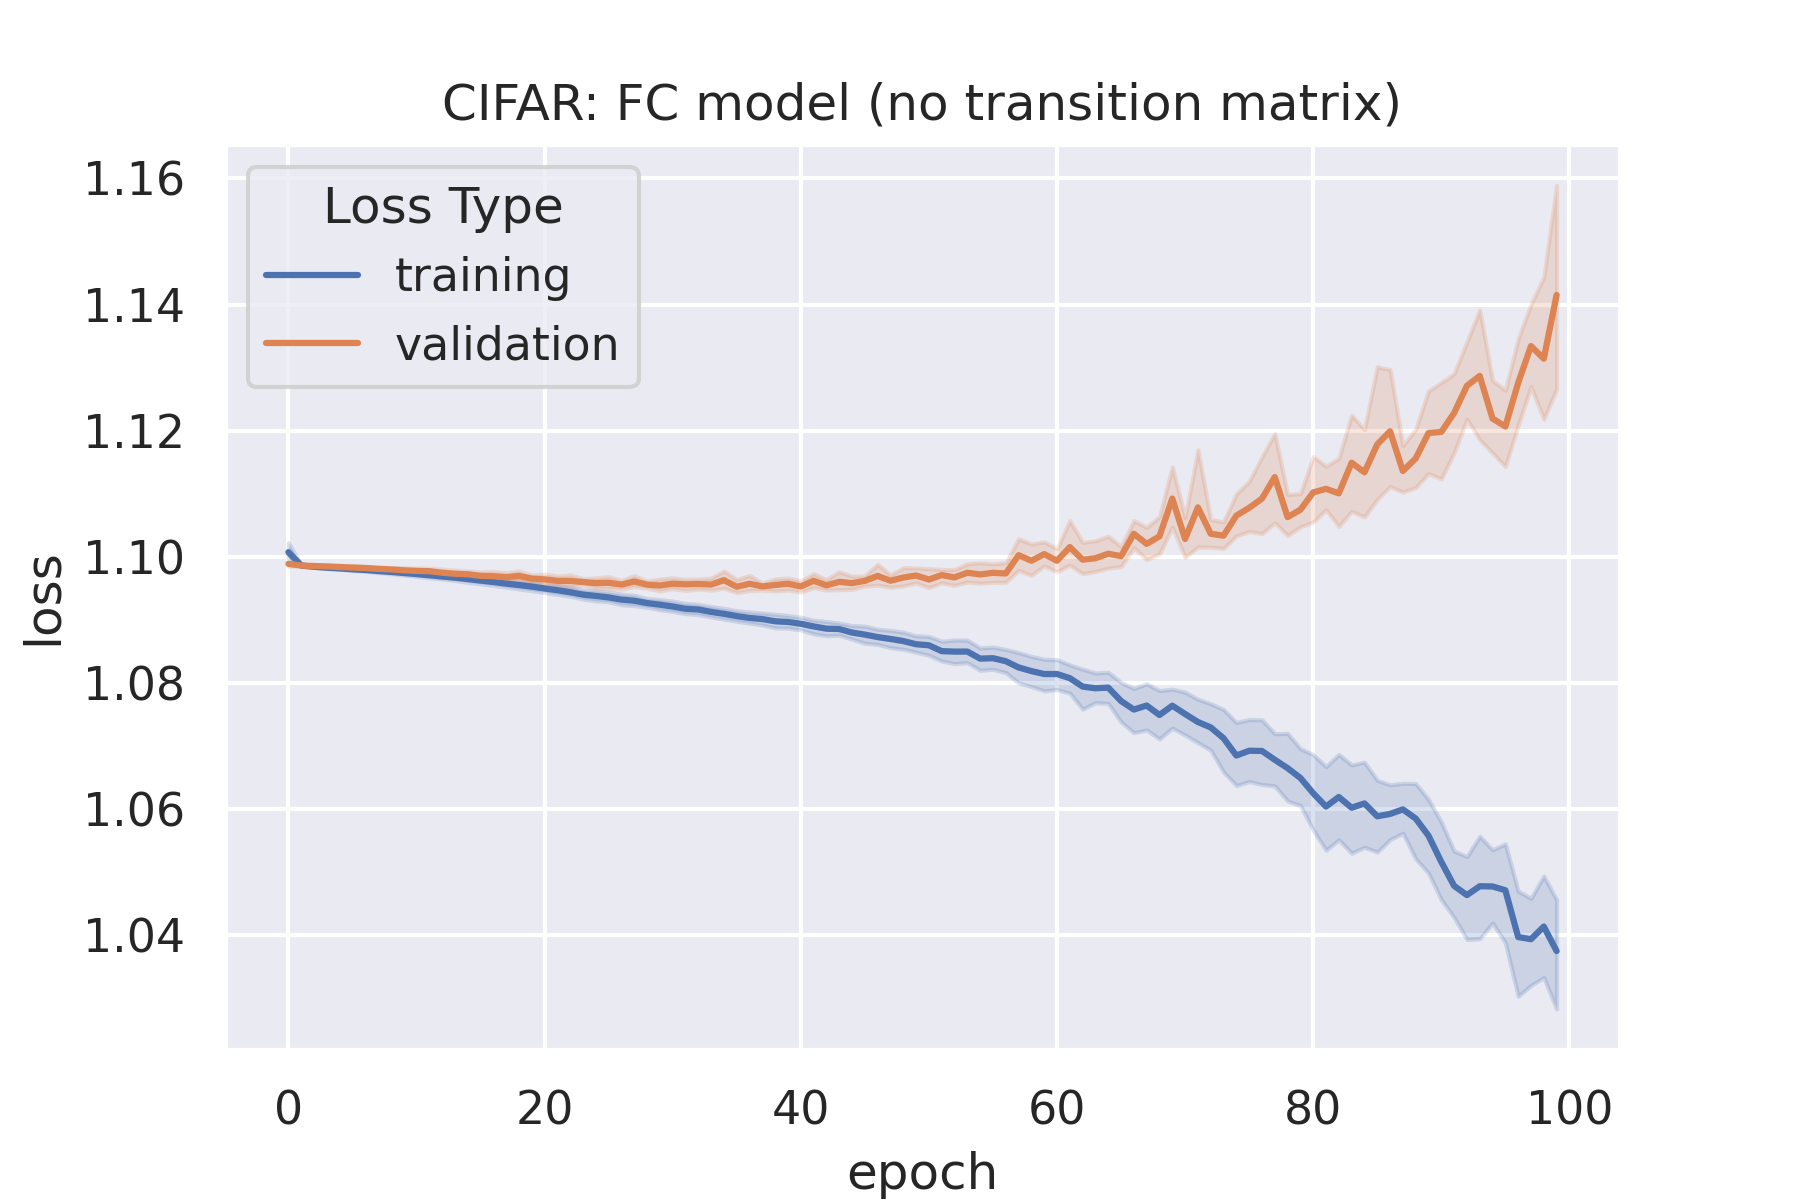 CIFAR: FC model (no transition matrix)
1.16
1.14
1.12
1.10
1.08
1.06
1.04
loss
Loss Type
training
validation
0 20 40 60 80 100
epoch